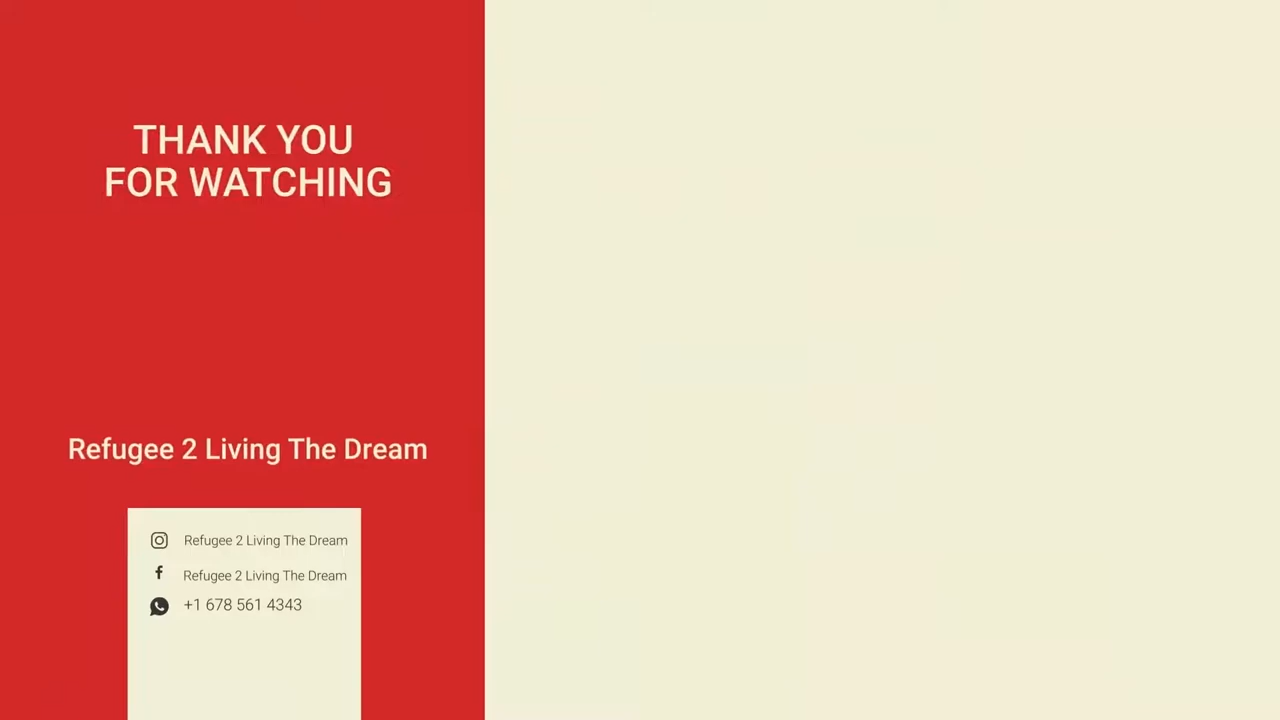 THANK YOU
FOR WATCHING
Refugee 2 Living The Dream
Refugee 2 Living The Dream
Refugee 2 Living The Dream
+1 678 561 4343